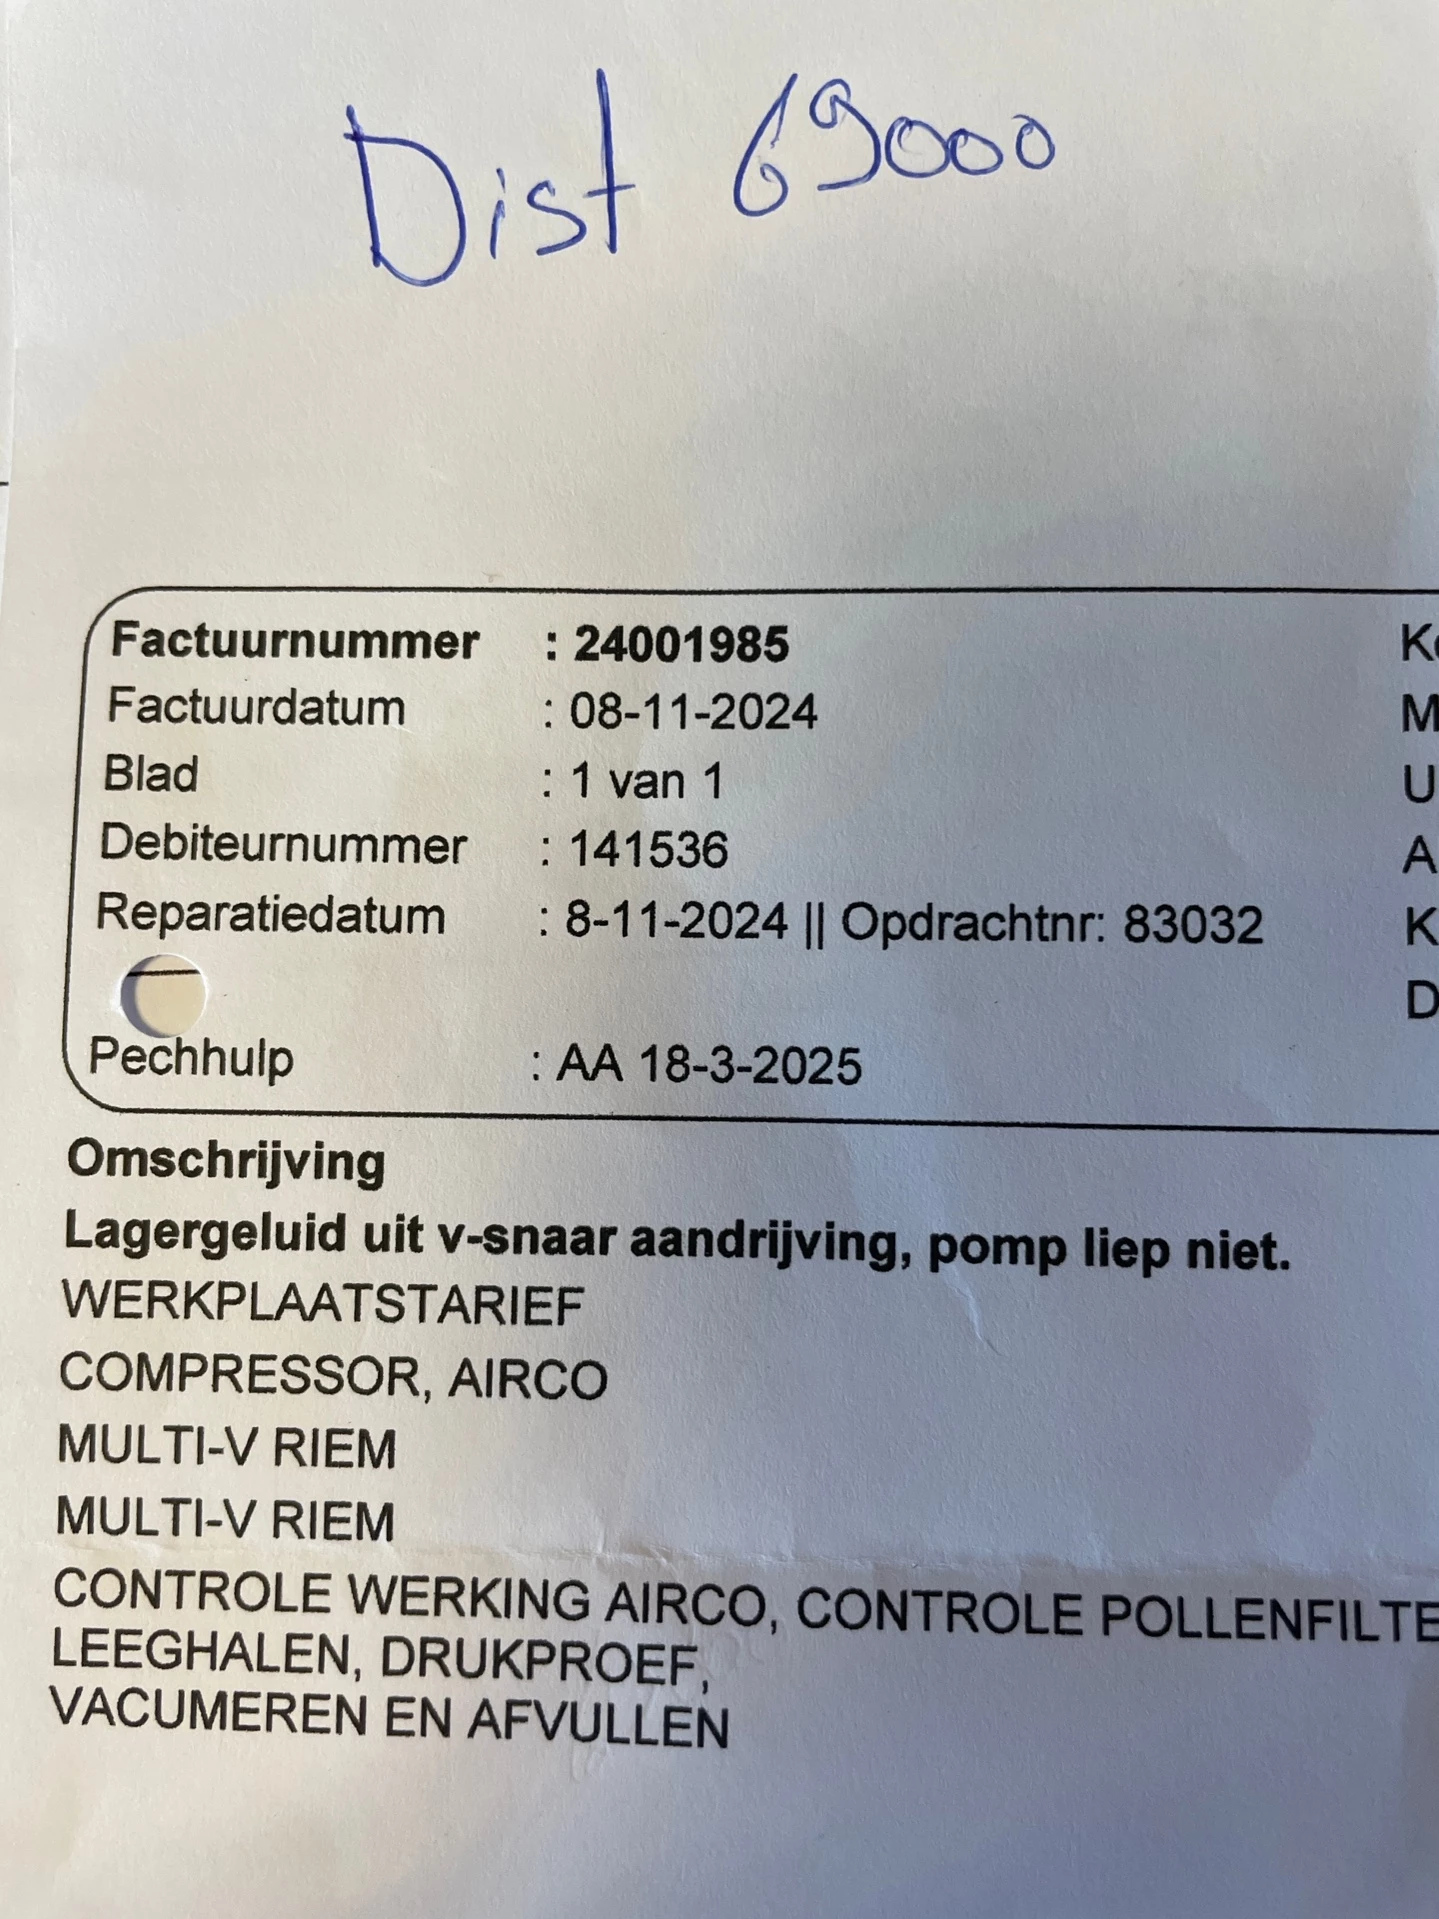 Dist 69000
Factuurnummer : 24001985
Factuurdatum : 08-11-2024
Blad : 1 van 1
Debiteurnummer : 141536
Reparatiedatum : 8-11-2024 || Opdrachtnr: 83032
Pechhulp : AA 18-3-2025
Omschrijving
Lagergeluid uit v-snaar aandrijving, pomp liep niet.
WERKPLAATSTARIEF
COMPRESSOR, AIRCO
MULTI-V RIEM
MULTI-V RIEM
CONTROLE WERKING AIRCO, CONTROLE POLLENFILTE
LEEGHALEN, DRUKPROEF,
VACUMEREN EN AFVULLEN